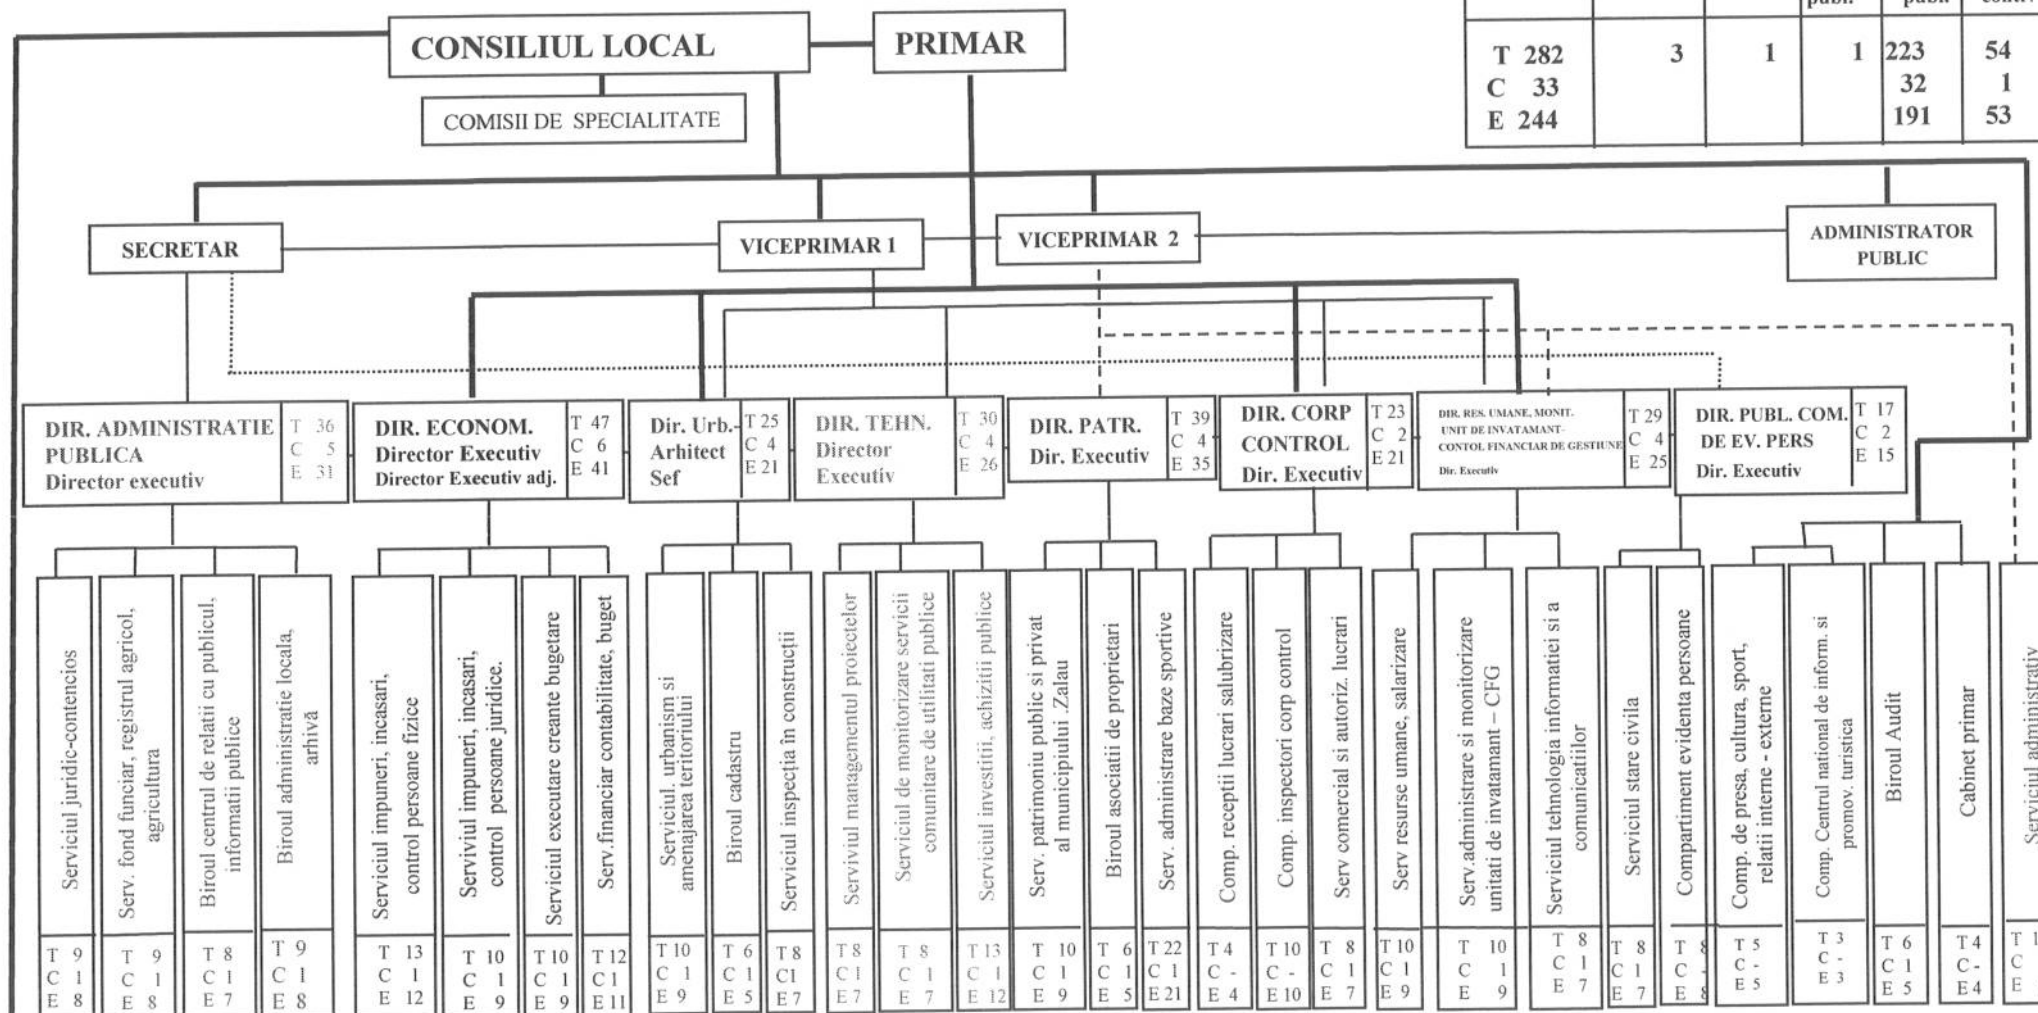 publ.
publ.
CONSILIUL LOCAL
PRIMAR
T 282 3 1 1 223 54
C 33 32 1
E 244 191 53
COMISII DE SPECIALITATE
SECRETAR
VICEPRIMAR 1
VICEPRIMAR 2
ADMINISTRATOR
PUBLIC
DIR. ADMINISTRATIE
PUBLICA
Director executiv
T 36
C 5
E 31
DIR. ECONOM.
Director Executiv
Director Executiv adj.
T 47
C 6
E 41
Dir. Urb.-
Arhitect
Sef
T 25
C 4
E 21
DIR. TEHN.
Director
Executiv
T 30
C 4
E 26
DIR. PATR.
Dir. Executiv
T 39
C 4
E 35
DIR. CORP
CONTROL
Dir. Executiv
T 23
C 2
E 21
DIR. RES. UMANE, MONIT.
UNIT DE INVATAMANT-
CONTOL FINANCIAR DE GESTIUNE
Dir. Executiv
T 29
C 4
E 25
DIR. PUBL. COM.
DE EV. PERS
Dir. Executiv
T 17
C 2
E 15
Serviciul juridic-contencios
T 9
C 1
E 8
Serv. fond funciar, registrul agricol,
agricultura
T 9
C 1
E 8
Biroul centrul de relatii cu publicul,
informatii publice
T 8
C 1
E 7
Biroul administratie locala,
arhivă
T 9
C 1
E 8
Serviciul impuneri, incasari,
control persoane fizice
T 13
C 1
E 12
Serviviul impuneri, incasari,
control persoane juridice.
T 10
C 1
E 9
Serviciul executare creante bugetare
T 10
C 1
E 9
Serv.financiar contabilitate, buget
T 12
C 1
E 11
Serviciul. urbanism si
amenajarea teritoriului
T 10
C 1
E 9
Biroul cadastru
T 6
C 1
E 5
Serviciul inspecția în construcții
T 8
C1
E 7
Serviviul managementul proiectelor
T 8
C 1
E 7
Serviciul de monitorizare servicii
comunitare de utilitati publice
T 8
C 1
E 7
Serviciul investitii, achizitii publice
T 13
C 1
E 12
Serv. patrimoniu public si privat
al municipiului Zalau
T 10
C 1
E 9
Biroul asociatii de proprietari
T 6
C 1
E 5
Serv. administrare baze sportive
T 22
C 1
E 21
Comp. receptii lucrari salubrizare
T 4
C -
E 4
Comp. inspectori corp control
T 10
C -
E 10
Serv comercial si autoriz. lucrari
T 8
C 1
E 7
Serv resurse umane, salarizare
T 10
C 1
E 9
Serv.administrare si monitorizare
unitati de invatamant – CFG
T 10
C 1
E 9
Serviciul tehnologia informatiei si a
comunicatiilor
T 8
C 1
E 7
Serviciul stare civila
T 8
C 1
E 7
Compartiment evidenta persoane
T 8
C -
E 8
Comp. de presa, cultura, sport,
relatii interne - externe
T 5
C -
E 5
Comp. Centrul national de inform. si
promov. turistica
T 3
C -
E 3
Biroul Audit
T 6
C 1
E 5
Cabinet primar
T 4
C -
E 4
Serviciul administrativ
T 1
C
E